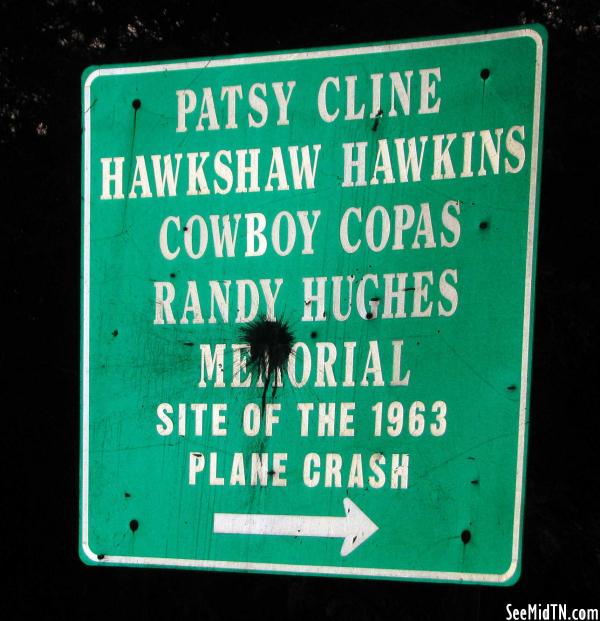 PATSY CLINE
HAWKSHAW HAWKINS
COWBOY COPAS
RANDY HUGHES
MEMORIAL
SITE OF THE 1963
PLANE CRASH
SeeMidTN.com